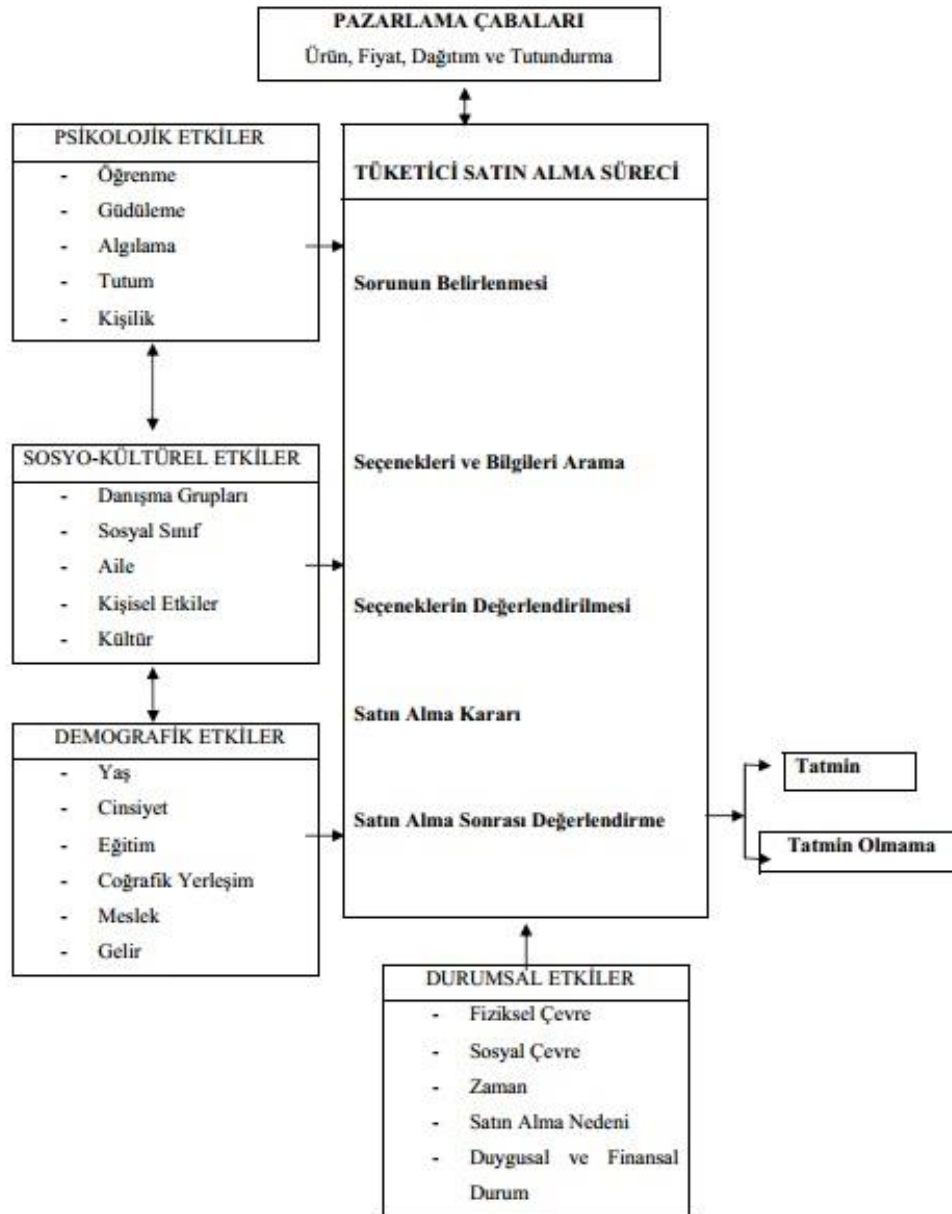 PAZARLAMA ÇABALARI
Ürün, Fiyat, Dağıtım ve Tutundurma
PSİKOLOJİK ETKİLER
- Öğrenme
- Güdüleme
- Algılama
- Tutum
- Kişilik
SOSYO-KÜLTÜREL ETKİLER
- Danışma Grupları
- Sosyal Sınıf
- Aile
- Kişisel Etkiler
- Kültür
DEMOGRAFİK ETKİLER
- Yaş
- Cinsiyet
- Eğitim
- Coğrafik Yerleşim
- Meslek
- Gelir
TÜKETİCİ SATIN ALMA SÜRECİ
Sorunun Belirlenmesi
Seçenekleri ve Bilgileri Arama
Seçeneklerin Değerlendirilmesi
Satın Alma Kararı
Satın Alma Sonrası Değerlendirme
Tatmin
Tatmin Olmama
DURUMSAL ETKİLER
- Fiziksel Çevre
- Sosyal Çevre
- Zaman
- Satın Alma Nedeni
- Duygusal ve Finansal
Durum